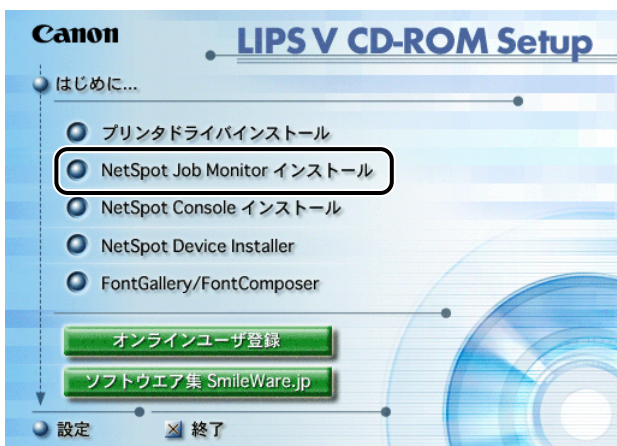 Canon
LIPS V CD-ROM Setup
はじめに...
プリンタドライバインストール
NetSpot Job Monitor インストール
NetSpot Console インストール
NetSpot Device Installer
FontGallery/FontComposer
オンラインユーザ登録
ソフトウエア集 SmileWare.jp
設定 終了